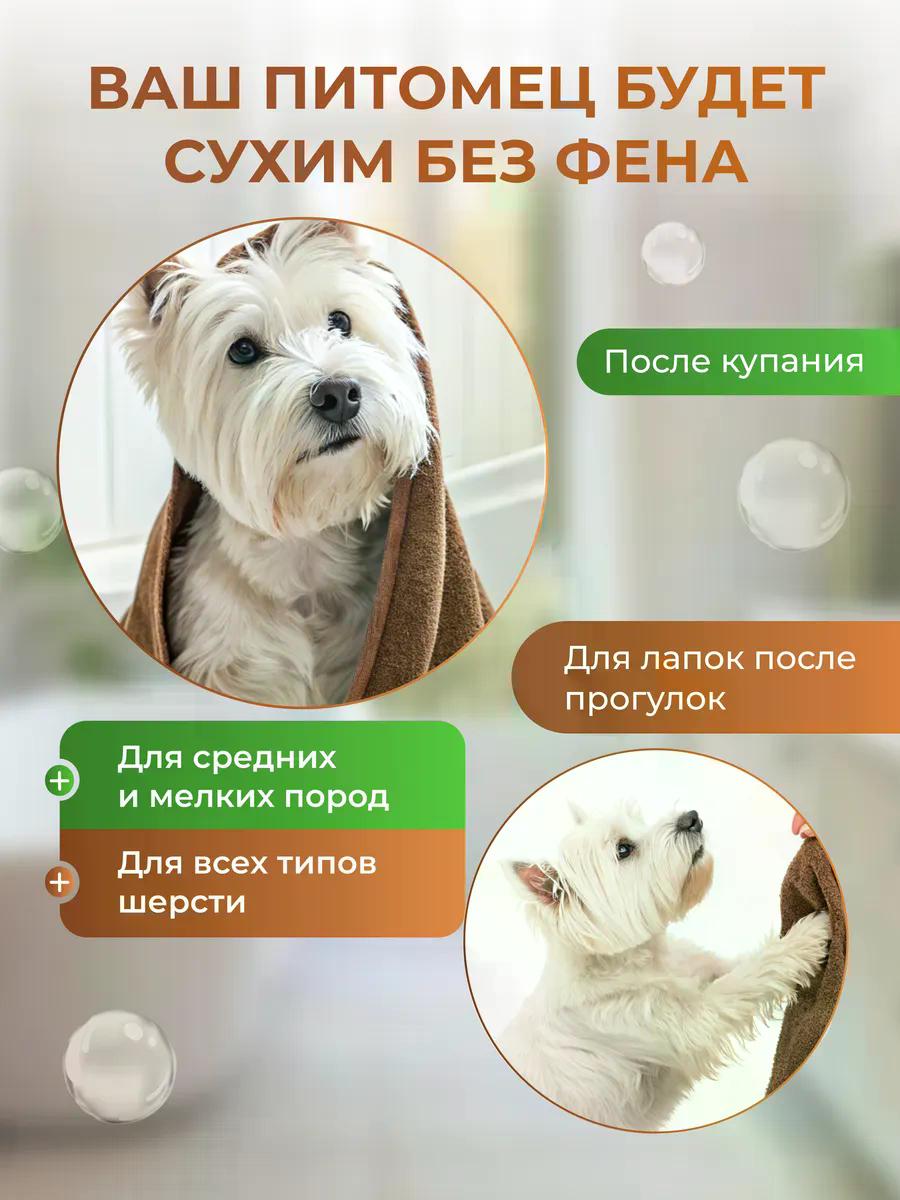 ВАШ ПИТОМЕЦ БУДЕТ
СУХИМ БЕЗ ФЕНА
После купания
Для лапок после
прогулок
Для средних
и мелких пород
Для всех типов
шерсти